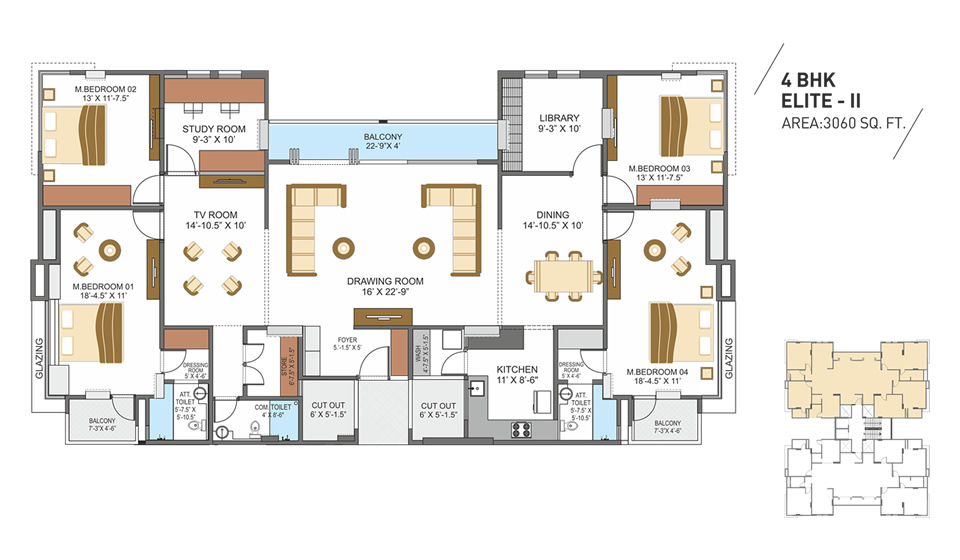 4 BHK
ELITE - II
AREA:3060 SQ. FT.
M.BEDROOM 02
13' X 11'-7.5"
STUDY ROOM
9'-3" X 10'
BALCONY
22-'9"X 4'
LIBRARY
9'-3" X 10'
M.BEDROOM 03
13' X 11'-7.5"
TV ROOM
14'-10.5" X 10'
DINING
14'-10.5" X 10'
DRAWING ROOM
16' X 22'-9"
M.BEDROOM 01
18'-4.5" X 11'
GLAZING
DRESSING
ROOM
5' X 4'-6"
STORE
6'-7.5" X 5'-1.5"
FOYER
5.'-1.5" X 5'
WASH
4'-7.5" X 5'-1.5"
KITCHEN
11' X 8'-6"
DRESSING
ROOM
5' X 4'-6"
M.BEDROOM 04
18'-4.5" X 11'
GLAZING
BALCONY
7'-3"X 4'-6"
ATT.
TOILET
5'-7.5"
X
5'-10.5"
COM TOILET
4' X 8'-6"
CUT OUT
6' X 5'-1.5"
CUT OUT
6' X 5'-1.5"
ATT.
TOILET
5'-7.5"
X
5'-10.5"
BALCONY
7'-3"X 4'-6"